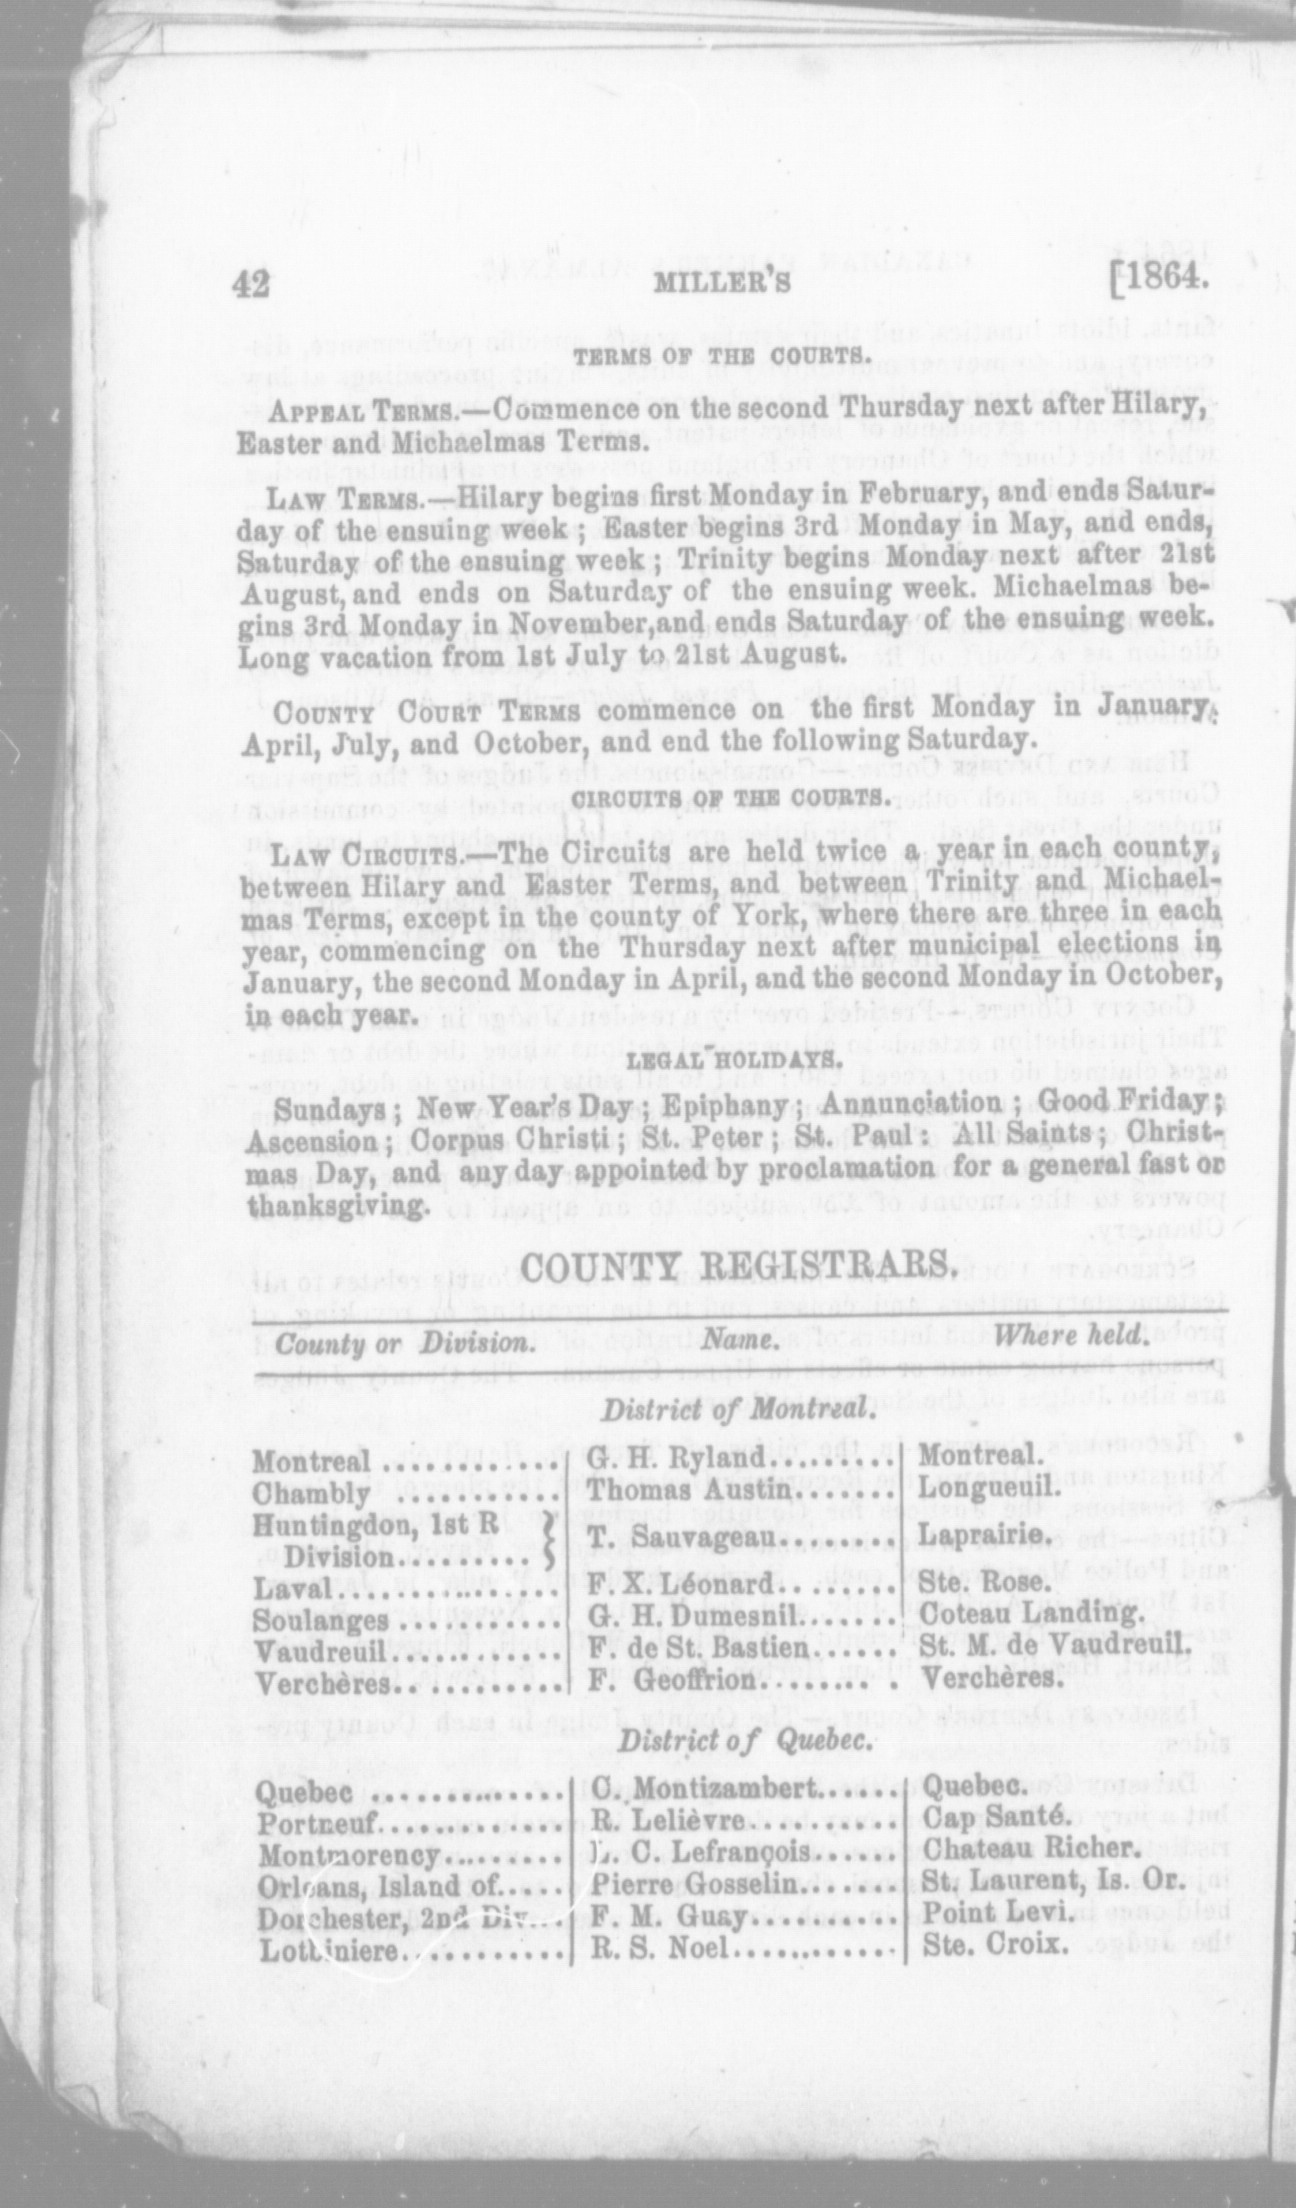 42 MILLER'S [1864.
TERMS OF THE COURTS.
APPEAL TERMS.—Commence on the second Thursday next after Hilary,
Easter and Michaelmas Terms.
LAW TERMS.—Hilary begins first Monday in February, and ends Satur-
day of the ensuing week ; Easter begins 3rd Monday in May, and ends,
Saturday of the ensuing week ; Trinity begins Monday next after 21st
August, and ends on Saturday of the ensuing week. Michaelmas be-
gins 3rd Monday in November, and ends Saturday of the ensuing week.
Long vacation from 1st July to 21st August.
COUNTY COURT TERMS commence on the first Monday in January,
April, July, and October, and end the following Saturday.
CIRCUITS OF THE COURTS.
LAW CIRCUITS.—The Circuits are held twice a year in each county,
between Hilary and Easter Terms, and between Trinity and Michael-
mas Terms, except in the county of York, where there are three in each
year, commencing on the Thursday next after municipal elections in
January, the second Monday in April, and the second Monday in October,
in each year.
LEGAL HOLIDAYS.
Sundays ; New Year's Day ; Epiphany ; Annunciation ; Good Friday ;
Ascension ; Corpus Christi ; St. Peter ; St. Paul : All Saints ; Christ-
mas Day, and any day appointed by proclamation for a general fast or
thanksgiving.
COUNTY REGISTRARS.
County or Division. Name. Where held.
District of Montreal.
Montreal ............ G. H. Ryland......... Montreal.
Chambly ........... Thomas Austin....... Longueuil.
Huntingdon, 1st R
Division......... } T. Sauvageau........ Laprairie.
Laval............... F. X. Léonard........ Ste. Rose.
Soulanges ........... G. H. Dumesnil....... Coteau Landing.
Vaudreuil............ F. de St. Bastien...... St. M. de Vaudreuil.
Verchères............ F. Geoffrion......... Verchères.
District of Quebec.
Quebec ............. C. Montizambert...... Quebec.
Portneuf............. R. Lelièvre.......... Cap Santé.
Montmorency......... L. C. Lefrançois...... Chateau Richer.
Orleans, Island of..... Pierre Gosselin....... St. Laurent, Is. Or.
Dorchester, 2nd Div... F. M. Guay.......... Point Levi.
Lotbiniere........... R. S. Noel........... Ste. Croix.